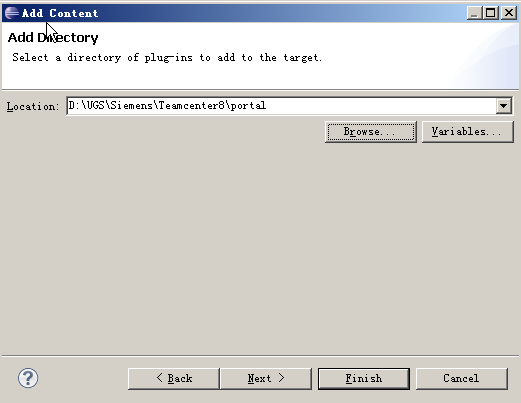 Add Content
Add Directory
Select a directory of plug-ins to add to the target.
Location: D:\UGS\Siemens\Teamcenter8\portal
Browse... Variables...
? < Back Next > Finish Cancel